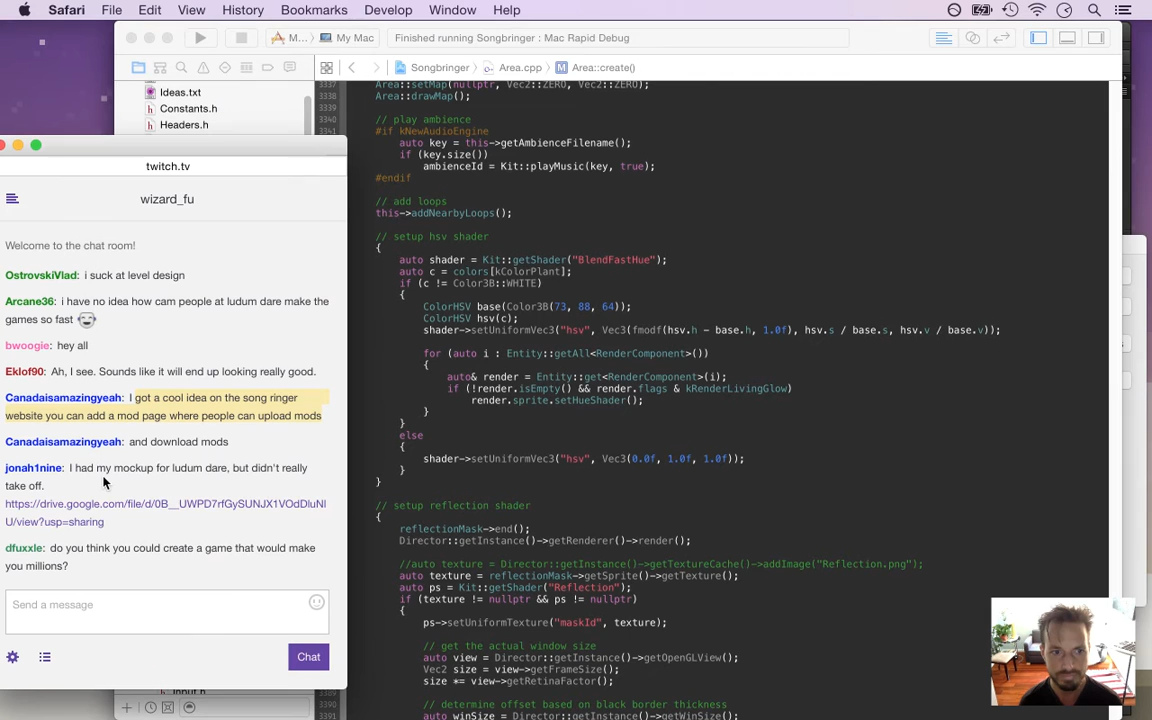 Safari File Edit View History Bookmarks Develop Window Help
M... My Mac Finished running Songbringer : Mac Rapid Debug
Songbringer Area.cpp M Area::create()
Ideas.txt
Constants.h
Headers.h
twitch.tv
wizard_fu
Welcome to the chat room!
OstrovskiVlad: i suck at level design
Arcane36: i have no idea how cam people at ludum dare make the
games so fast
bwoogie: hey all
Eklof90: Ah, I see. Sounds like it will end up looking really good.
Canadaisamazingyeah: I got a cool idea on the song ringer
website you can add a mod page where people can upload mods
Canadaisamazingyeah: and download mods
jonah1nine: I had my mockup for ludum dare, but didn't really
take off.
https://drive.google.com/file/d/0B__UWPD7rfGySUNJX1VOdDluNl
U/view?usp=sharing
dfuxxle: do you think you could create a game that would make
you millions?
Send a message
Chat
Input.h
3337 Area::setMap(nullptr, Vec2::ZERO, Vec2::ZERO);
3338 Area::drawMap();
3339
3340 // play ambience
3341 #if kNewAudioEngine
auto key = this->getAmbienceFilename();
if (key.size())
ambienceId = Kit::playMusic(key, true);
#endif
// add loops
this->addNearbyLoops();
// setup hsv shader
{
auto shader = Kit::getShader("BlendFastHue");
auto c = colors[kColorPlant];
if (c != Color3B::WHITE)
{
ColorHSV base(Color3B(73, 88, 64));
ColorHSV hsv(c);
shader->setUniformVec3("hsv", Vec3(fmodf(hsv.h - base.h, 1.0f), hsv.s / base.s, hsv.v / base.v));
for (auto i : Entity::getAll<RenderComponent>())
{
auto& render = Entity::get<RenderComponent>(i);
if (!render.isEmpty() && render.flags & kRenderLivingGlow)
render.sprite.setHueShader();
}
}
else
{
shader->setUniformVec3("hsv", Vec3(0.0f, 1.0f, 1.0f));
}
}
// setup reflection shader
{
reflectionMask->end();
Director::getInstance()->getRenderer()->render();
//auto texture = Director::getInstance()->getTextureCache()->addImage("Reflection.png");
auto texture = reflectionMask->getSprite()->getTexture();
auto ps = Kit::getShader("Reflection");
if (texture != nullptr && ps != nullptr)
{
ps->setUniformTexture("maskId", texture);
// get the actual window size
auto view = Director::getInstance()->getOpenGLView();
Vec2 size = view->getFrameSize();
size *= view->getRetinaFactor();
3389
3390 // determine offset based on black border thickness
3391 auto winSize = Director::getInstance()->getWinSize();